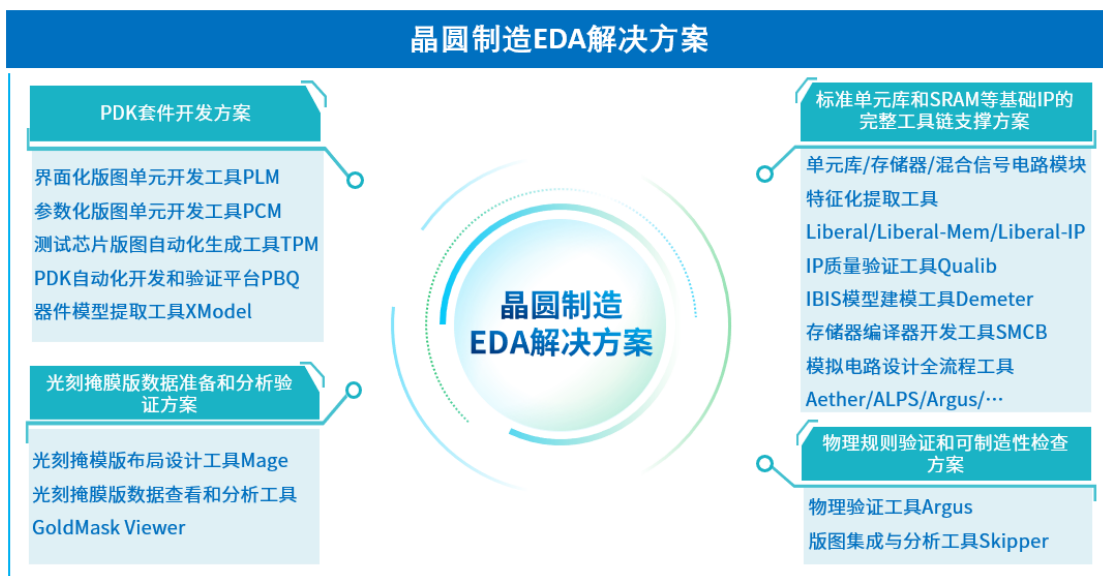 晶圆制造EDA解决方案
PDK套件开发方案
界面化版图单元开发工具PLM
参数化版图单元开发工具PCM
测试芯片版图自动化生成工具TPM
PDK自动化开发和验证平台PBQ
器件模型提取工具XModel
光刻掩膜版数据准备和分析验
证方案
光刻掩模版布局设计工具Mage
光刻掩膜版数据查看和分析工具
GoldMask Viewer
晶圆制造
EDA解决方案
标准单元库和SRAM等基础IP的
完整工具链支撑方案
单元库/存储器/混合信号电路模块
特征化提取工具
Liberal/Liberal-Mem/Liberal-IP
IP质量验证工具Qualib
IBIS模型建模工具Demeter
存储器编译器开发工具SMCB
模拟电路设计全流程工具
Aether/ALPS/Argus/…
物理规则验证和可制造性检查
方案
物理验证工具Argus
版图集成与分析工具Skipper